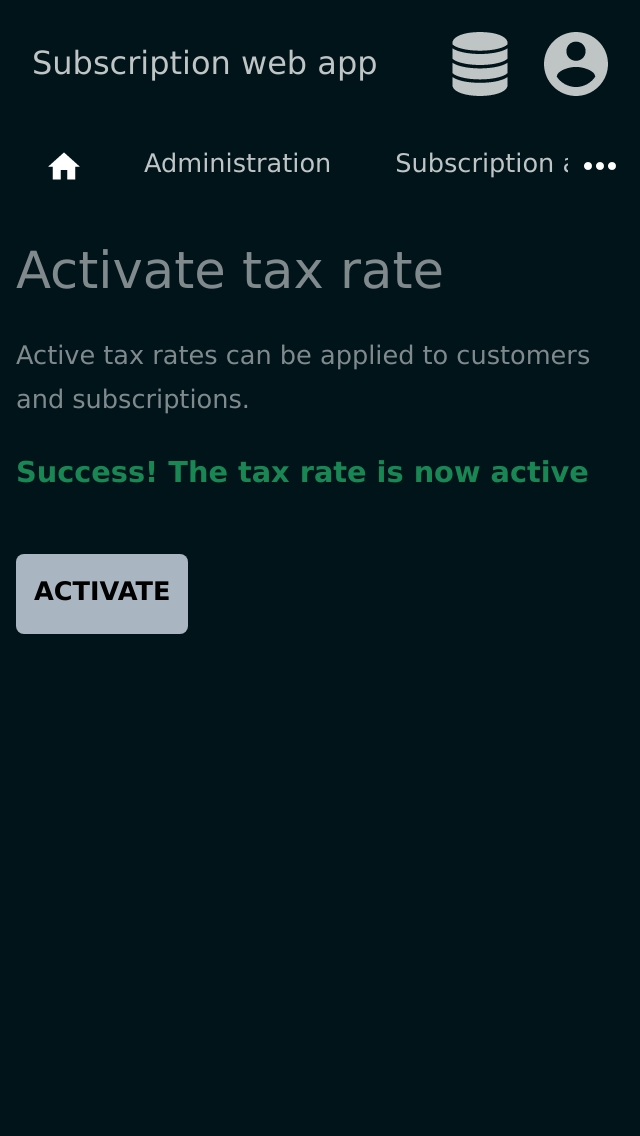 Subscription web app
Administration
Subscription
Activate tax rate
Active tax rates can be applied to customers
and subscriptions.
Success! The tax rate is now active
ACTIVATE